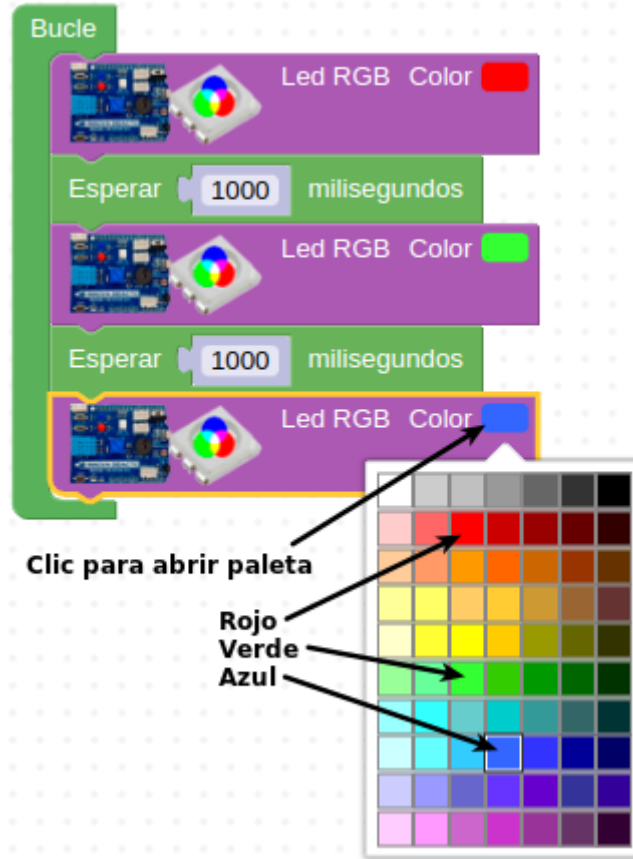 Bucle
Led RGB Color
Esperar 1000 milisegundos
Led RGB Color
Esperar 1000 milisegundos
Led RGB Color
Clic para abrir paleta
Rojo
Verde
Azul